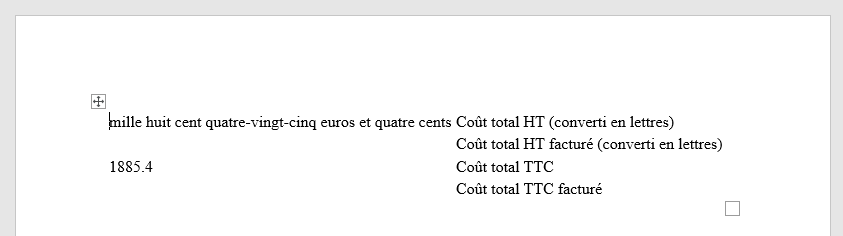 mille huit cent quatre-vingt-cinq euros et quatre cents Coût total HT (converti en lettres)
Coût total HT facturé (converti en lettres)
1885.4 Coût total TTC
Coût total TTC facturé